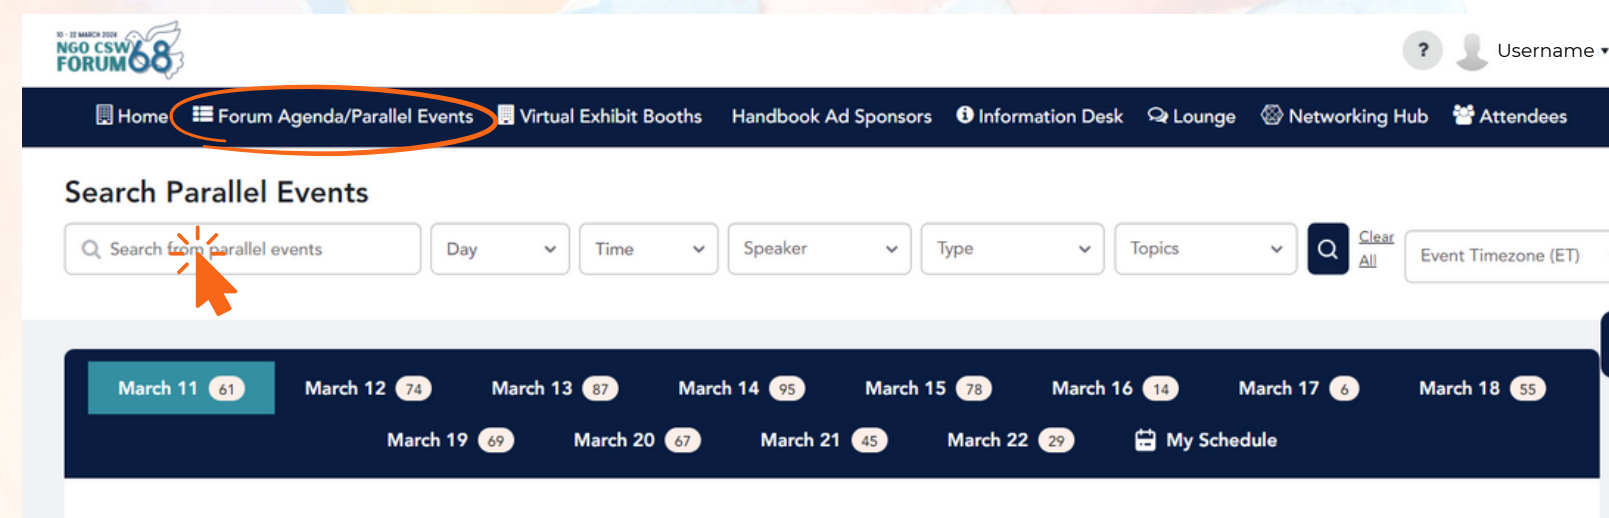 10 - 22 MARCH 2024
NGO CSW
FORUM 68
? Username
Home Forum Agenda/Parallel Events Virtual Exhibit Booths Handbook Ad Sponsors Information Desk Lounge Networking Hub Attendees
Search Parallel Events
Search from parallel events Day Time Speaker Type Topics Clear All Event Timezone (ET)
March 11 61 March 12 74 March 13 87 March 14 95 March 15 78 March 16 14 March 17 6 March 18 55
March 19 69 March 20 67 March 21 45 March 22 29 My Schedule